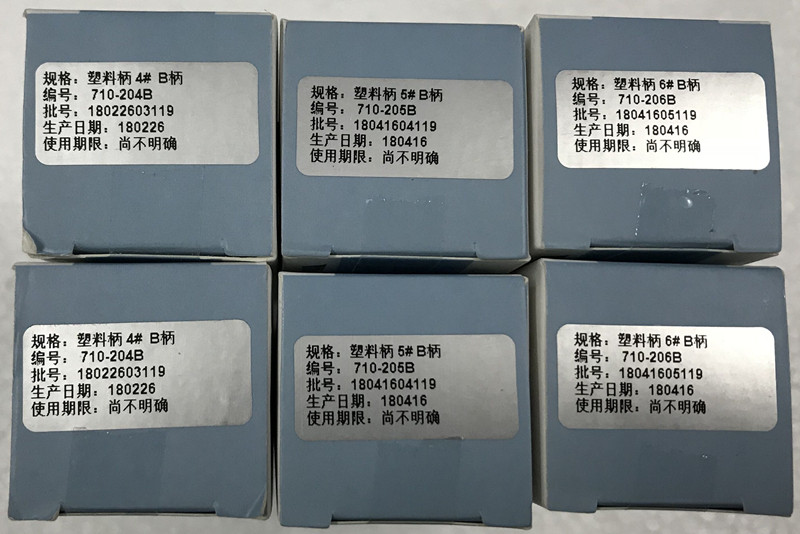 规格：塑料柄 4# B柄
编号： 710-204B
批号：18022603119
生产日期：180226
使用期限：尚不明确
规格：塑料柄 5# B柄
编号： 710-205B
批号：18041604119
生产日期：180416
使用期限：尚不明确
规格：塑料柄 6# B柄
编号： 710-206B
批号：18041605119
生产日期：180416
使用期限：尚不明确
规格：塑料柄 4# B柄
编号： 710-204B
批号：18022603119
生产日期：180226
使用期限：尚不明确
规格：塑料柄 5# B柄
编号： 710-205B
批号：18041604119
生产日期：180416
使用期限：尚不明确
规格：塑料柄 6# B柄
编号： 710-206B
批号：18041605119
生产日期：180416
使用期限：尚不明确